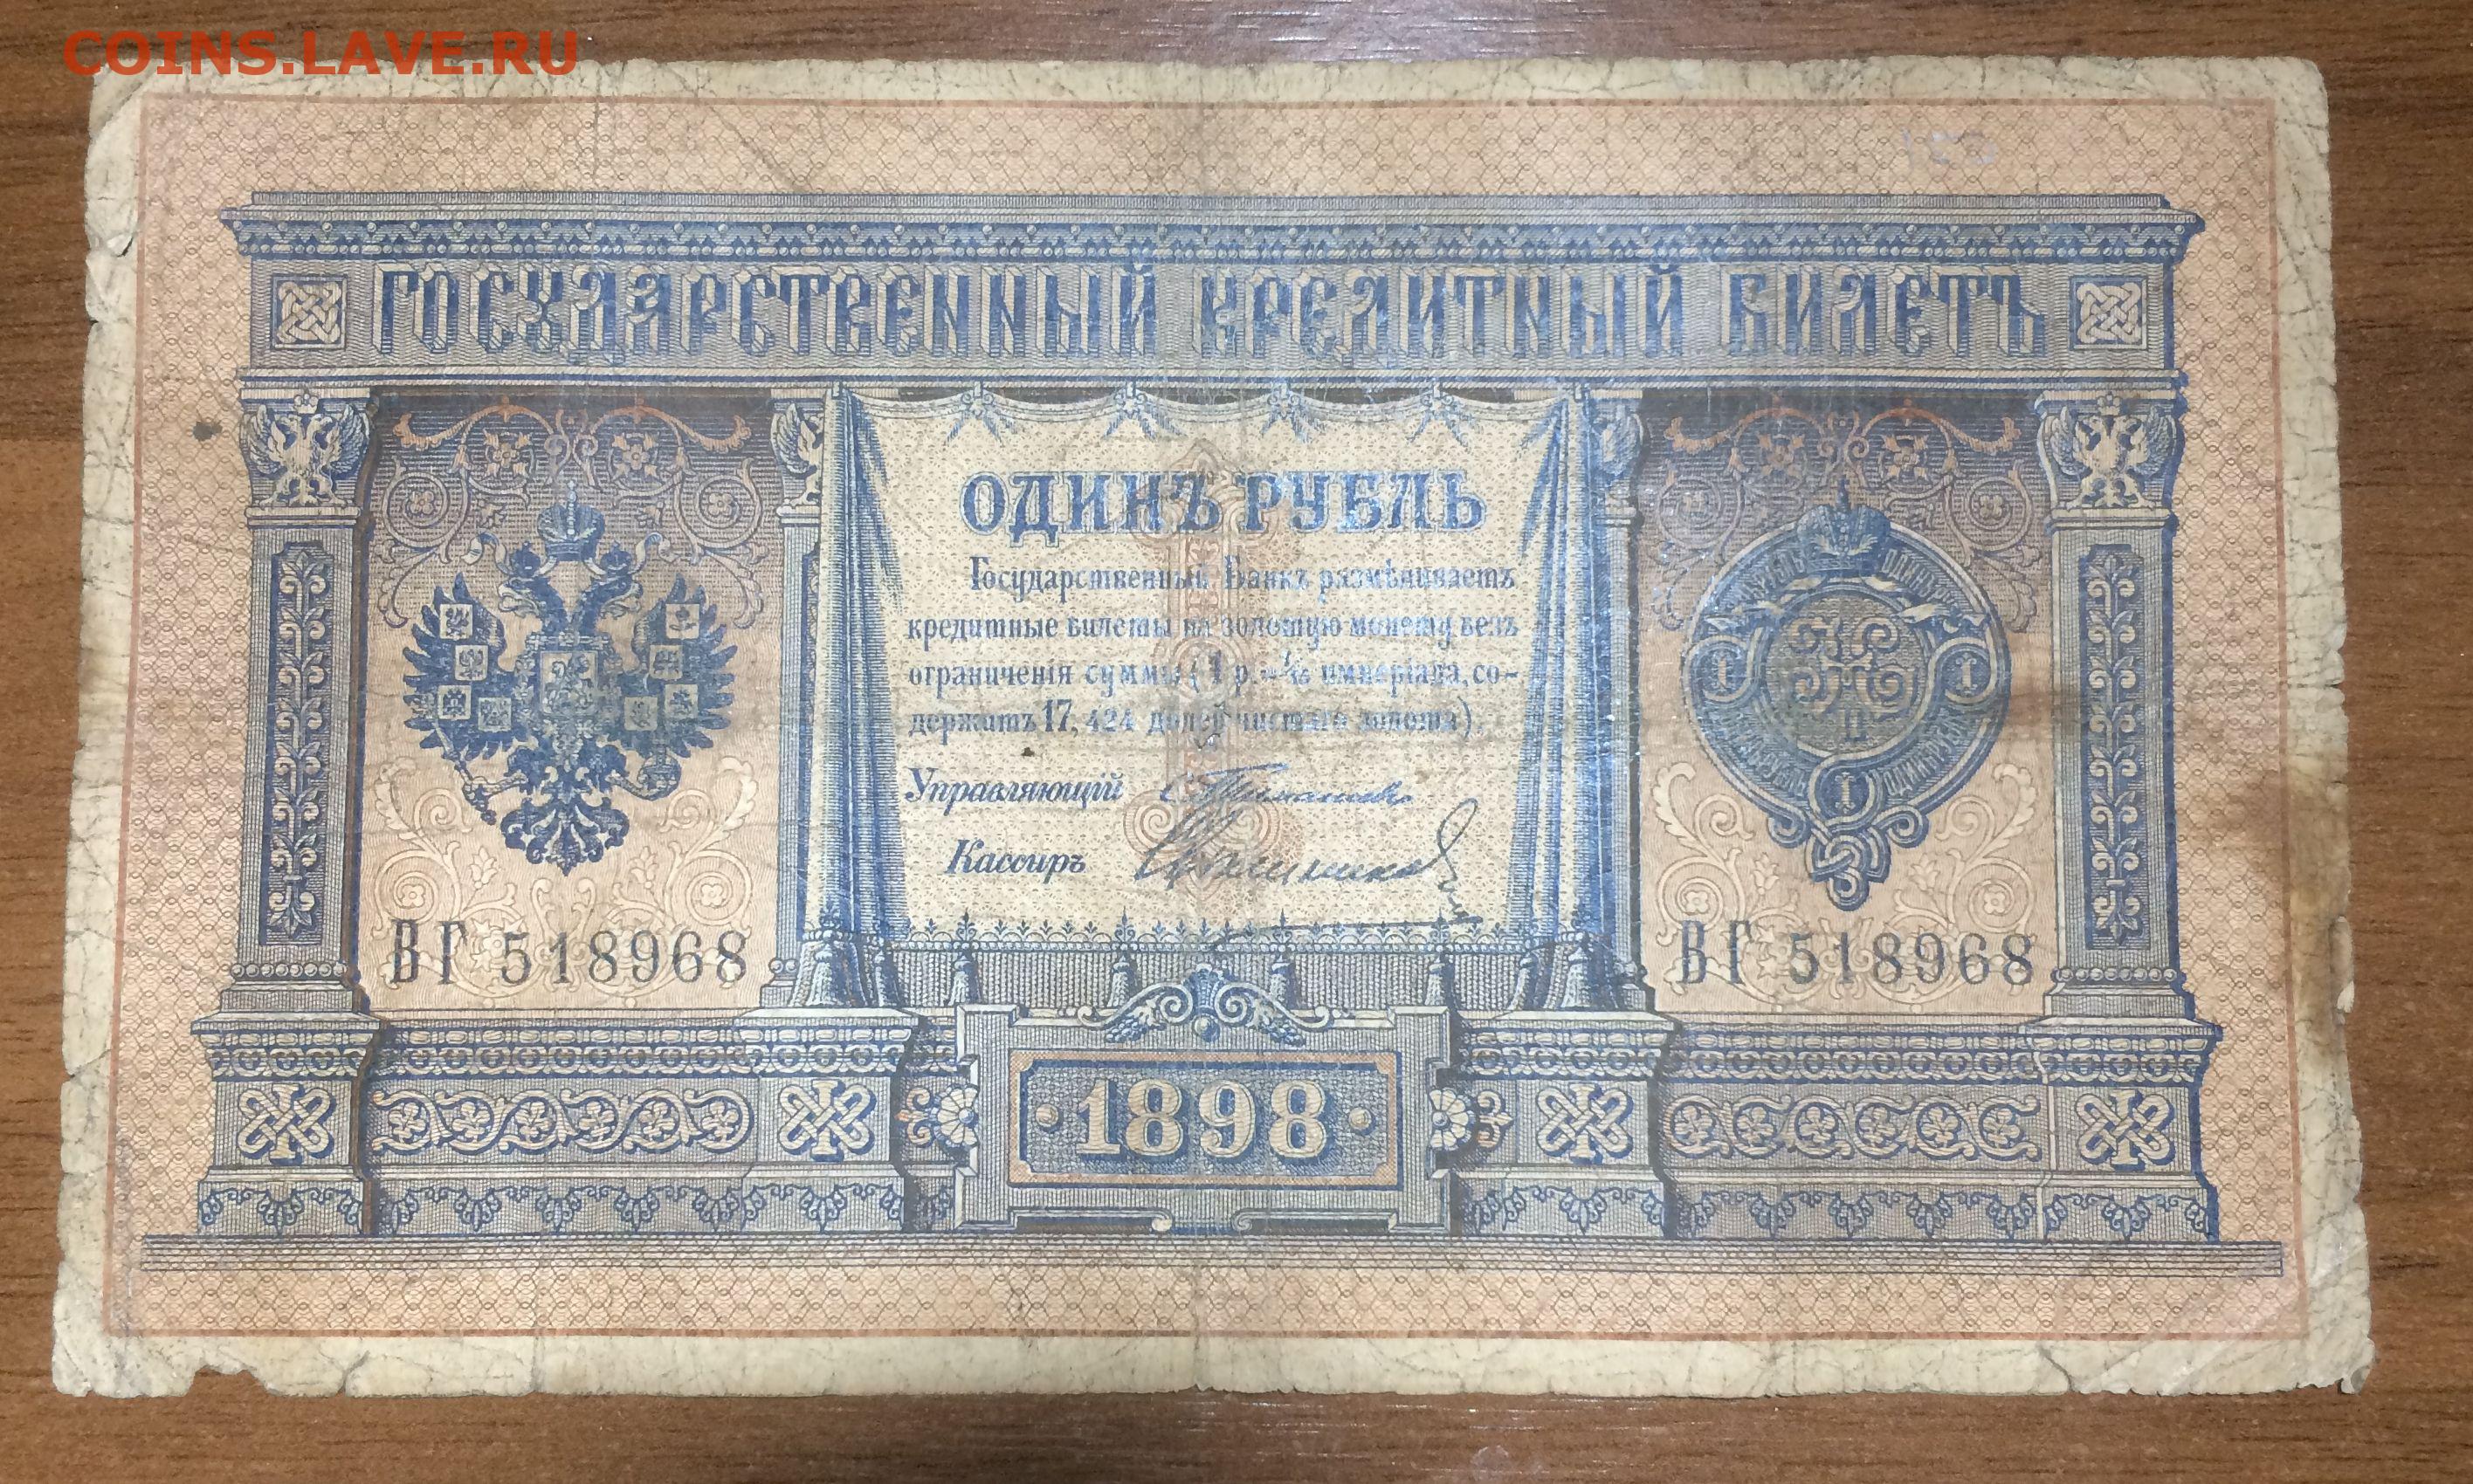 COINS.LAVE.RU
ГОСУДАРСТВЕННЫЙ КРЕДИТНЫЙ БИЛЕТЪ
ОДИНЪ РУБЛЬ
Государственный Банкъ размѣниваетъ
кредитные билеты на золотую монету безъ
ограниченія суммы (1 р. = 1/15 имперіала, со-
держитъ 17,424 долей чистаго золота).
Управляющій
Кассиръ
ВГ 518968
ВГ 518968
1898